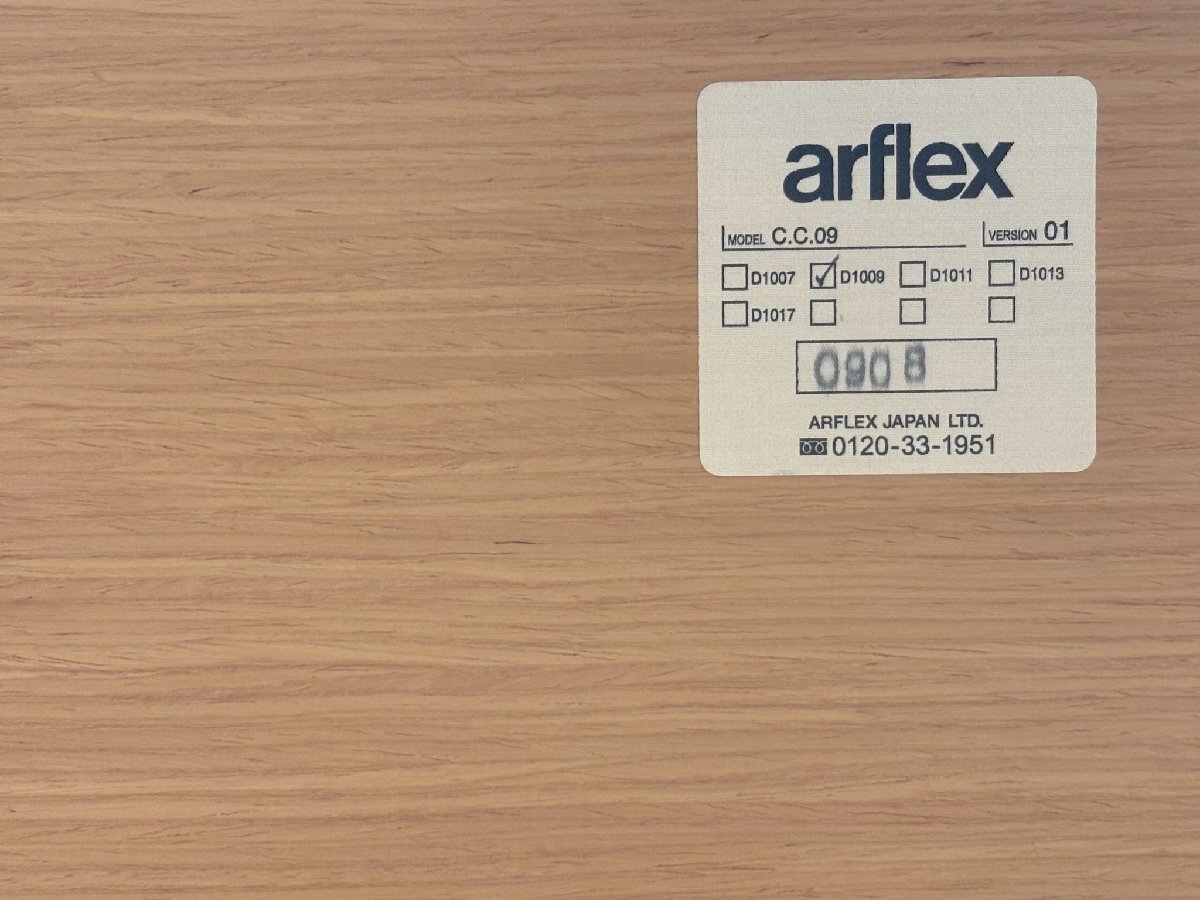 arflex
MODEL C.C.09 VERSION 01
D1007 D1009 D1011 D1013
D1017
0908
ARFLEX JAPAN LTD.
0120-33-1951